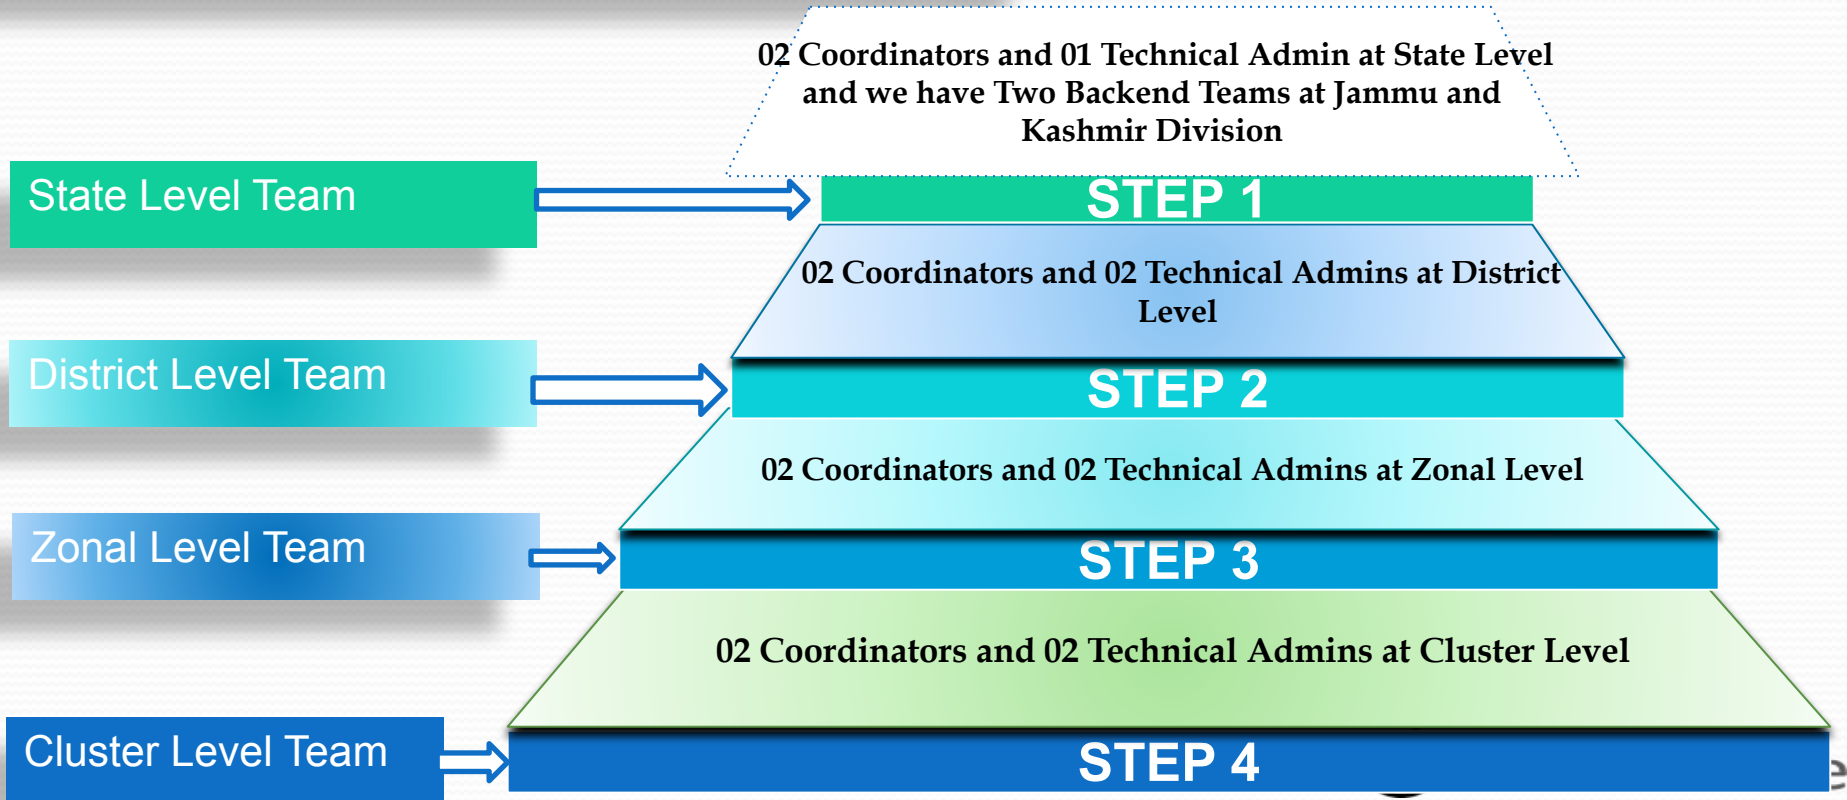 02 Coordinators and 01 Technical Admin at State Level
and we have Two Backend Teams at Jammu and
Kashmir Division
State Level Team
STEP 1
02 Coordinators and 02 Technical Admins at District
Level
District Level Team
STEP 2
02 Coordinators and 02 Technical Admins at Zonal Level
Zonal Level Team
STEP 3
02 Coordinators and 02 Technical Admins at Cluster Level
Cluster Level Team
STEP 4